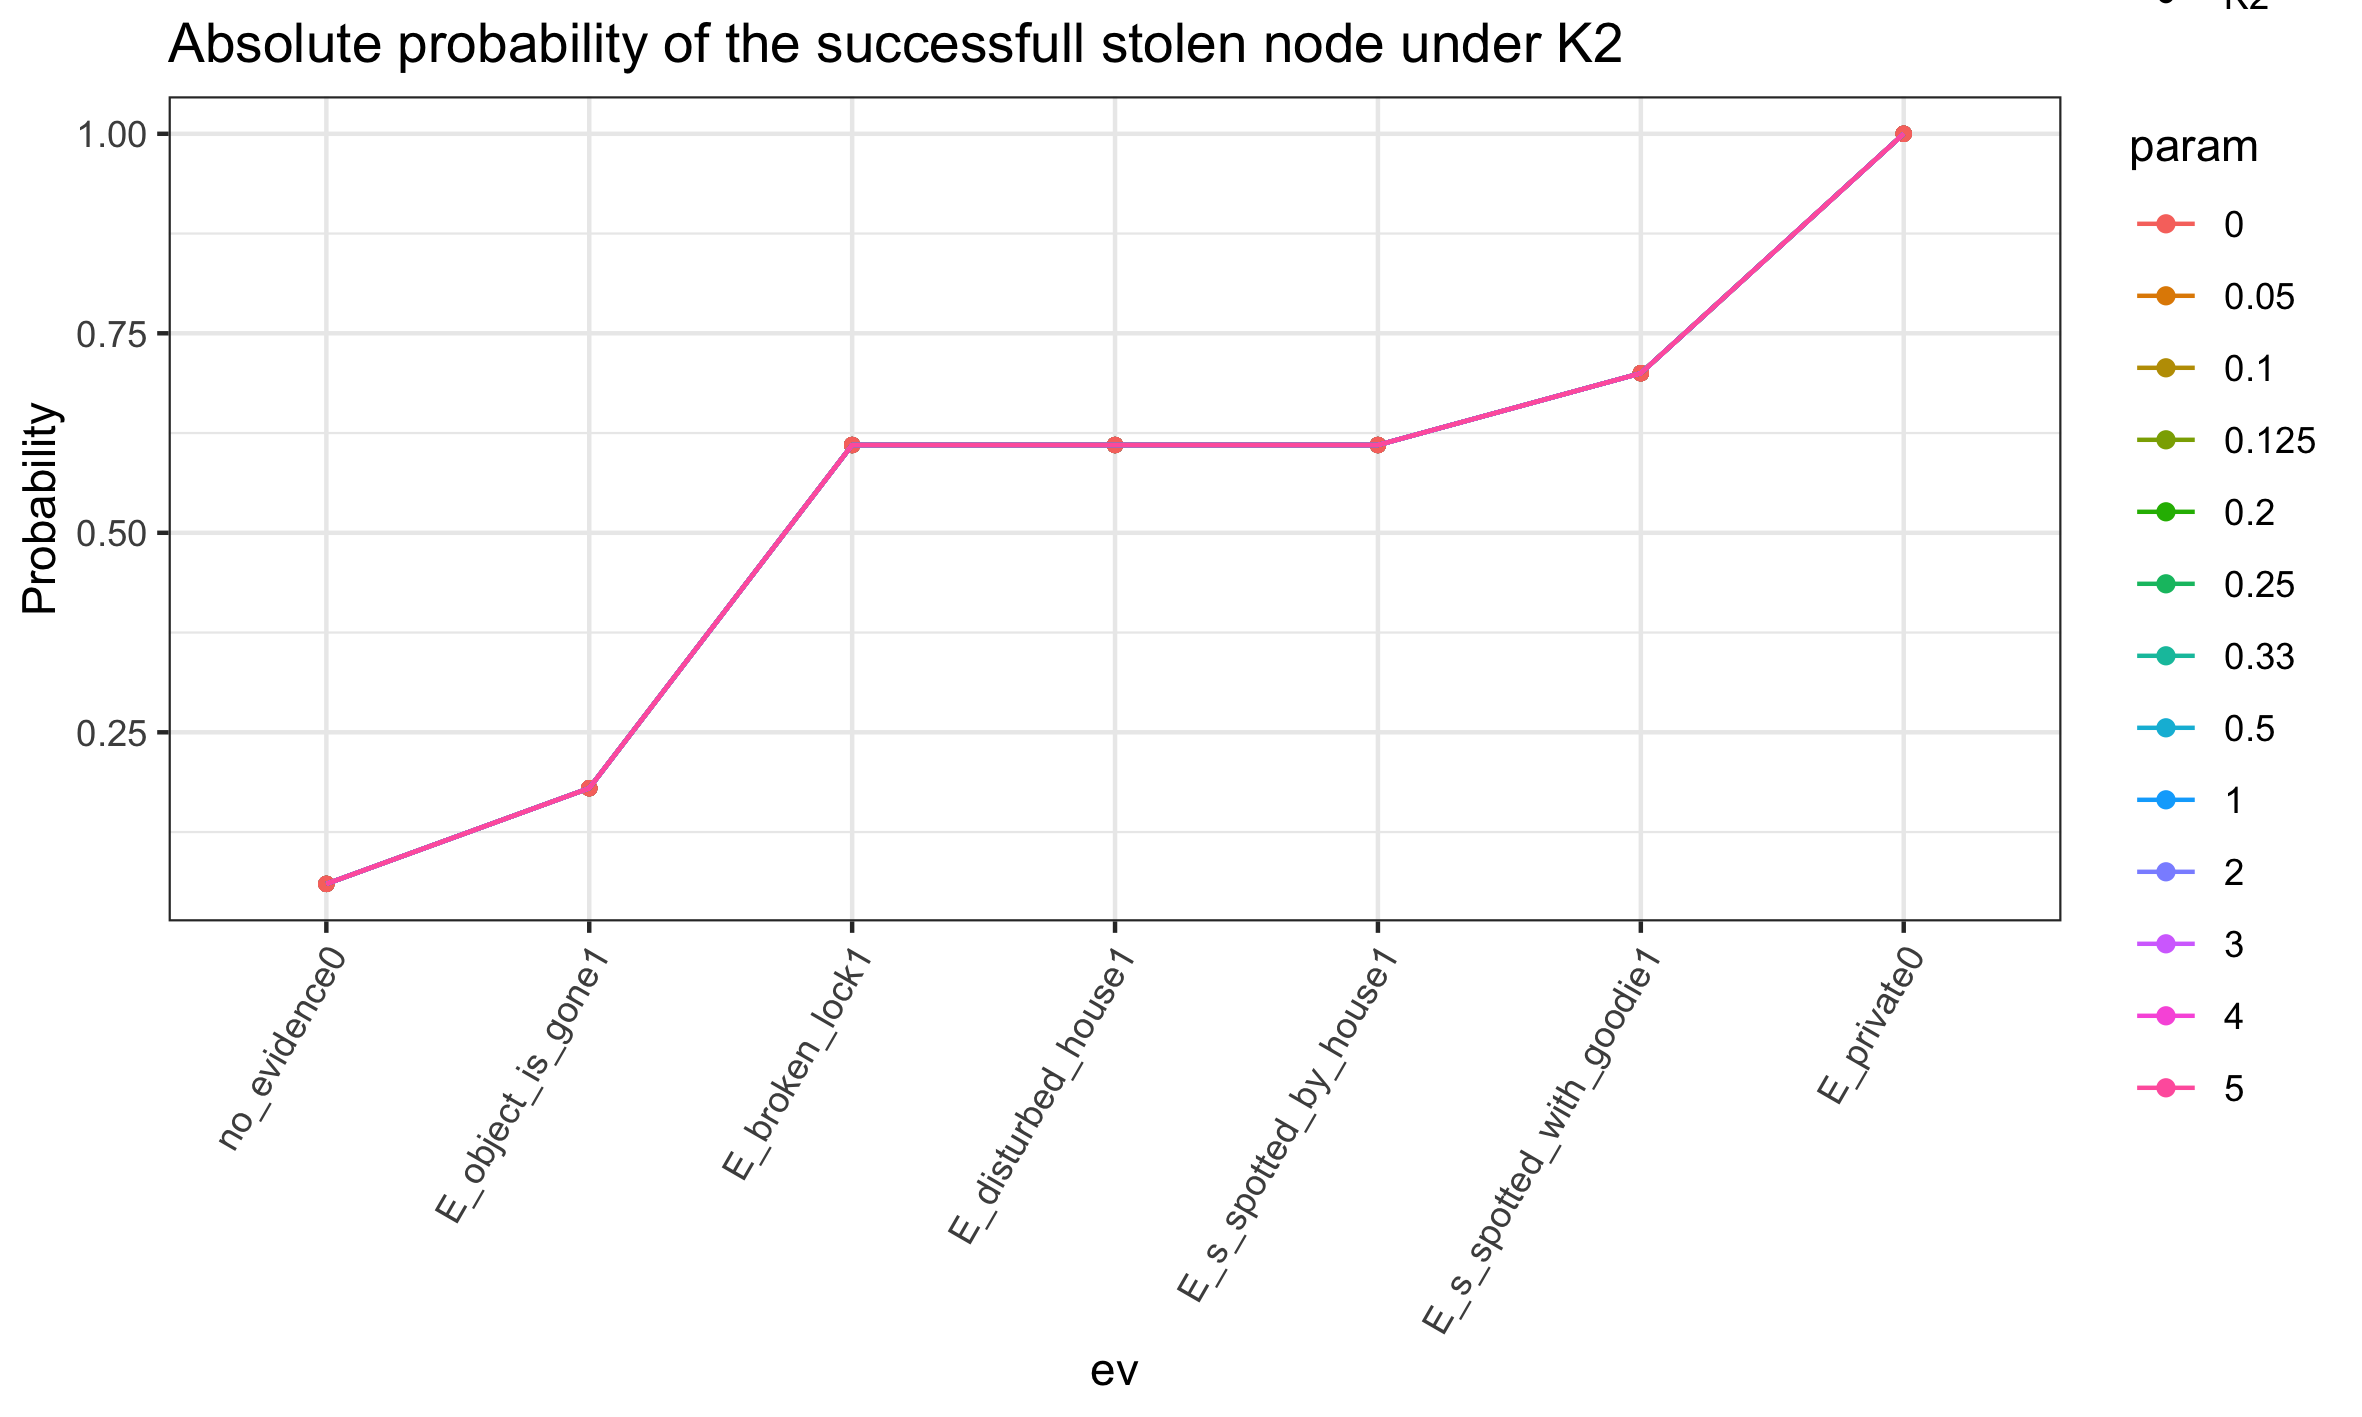 K2
Absolute probability of the successfull stolen node under K2
Probability
1.00
0.75
0.50
0.25
no_evidence0
E_object_is_gone1
E_broken_lock1
E_disturbed_house1
E_s_spotted_by_house1
E_s_spotted_with_goodie1
E_private0
ev
param
0
0.05
0.1
0.125
0.2
0.25
0.33
0.5
1
2
3
4
5